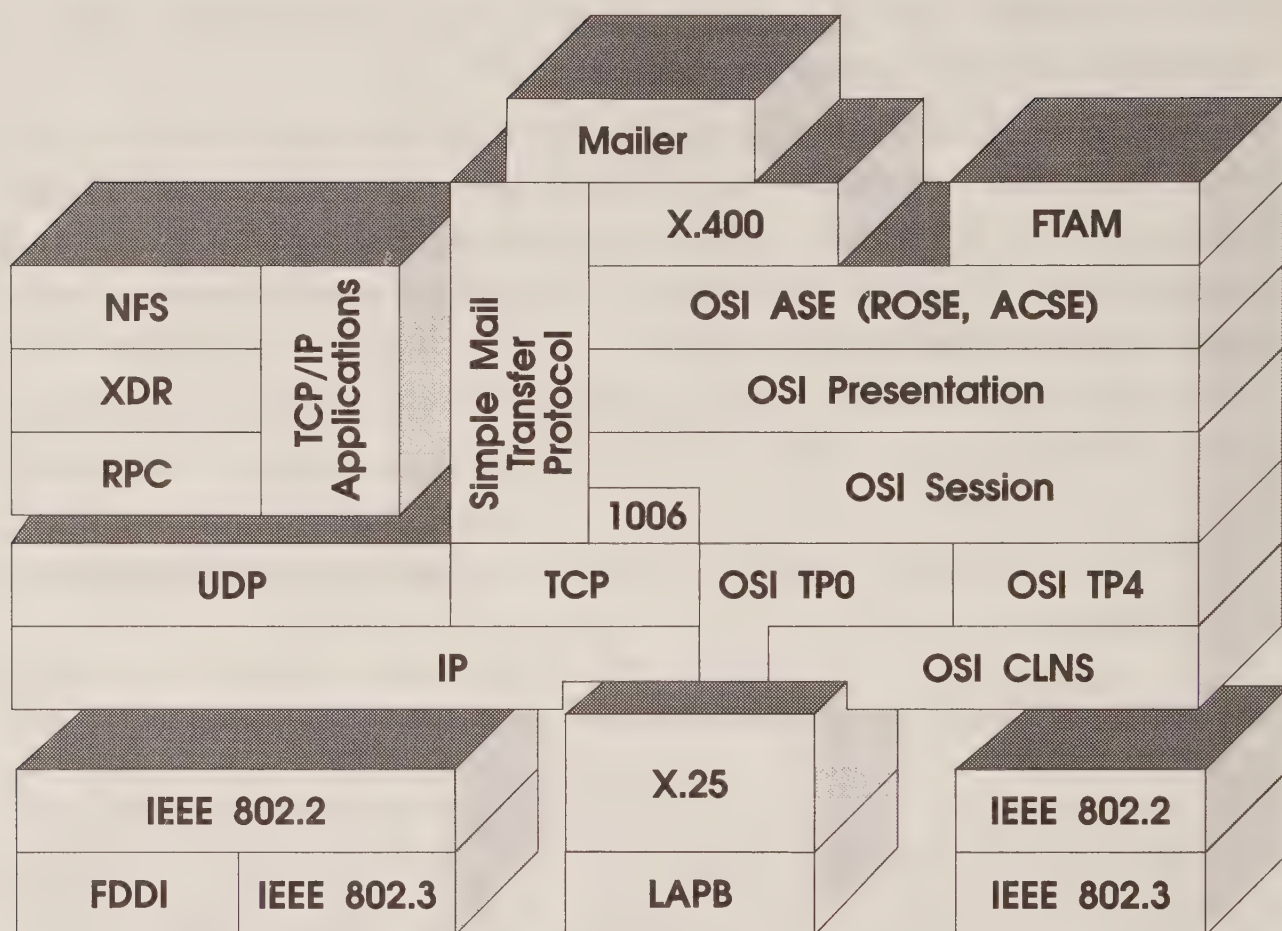 Mailer
X.400
FTAM
NFS
TCP/IP
Applications
Simple Mail
Transfer
Protocol
OSI ASE (ROSE, ACSE)
XDR
OSI Presentation
RPC
OSI Session
1006
UDP
TCP
OSI TP0
OSI TP4
IP
OSI CLNS
X.25
IEEE 802.2
IEEE 802.2
FDDI
IEEE 802.3
LAPB
IEEE 802.3